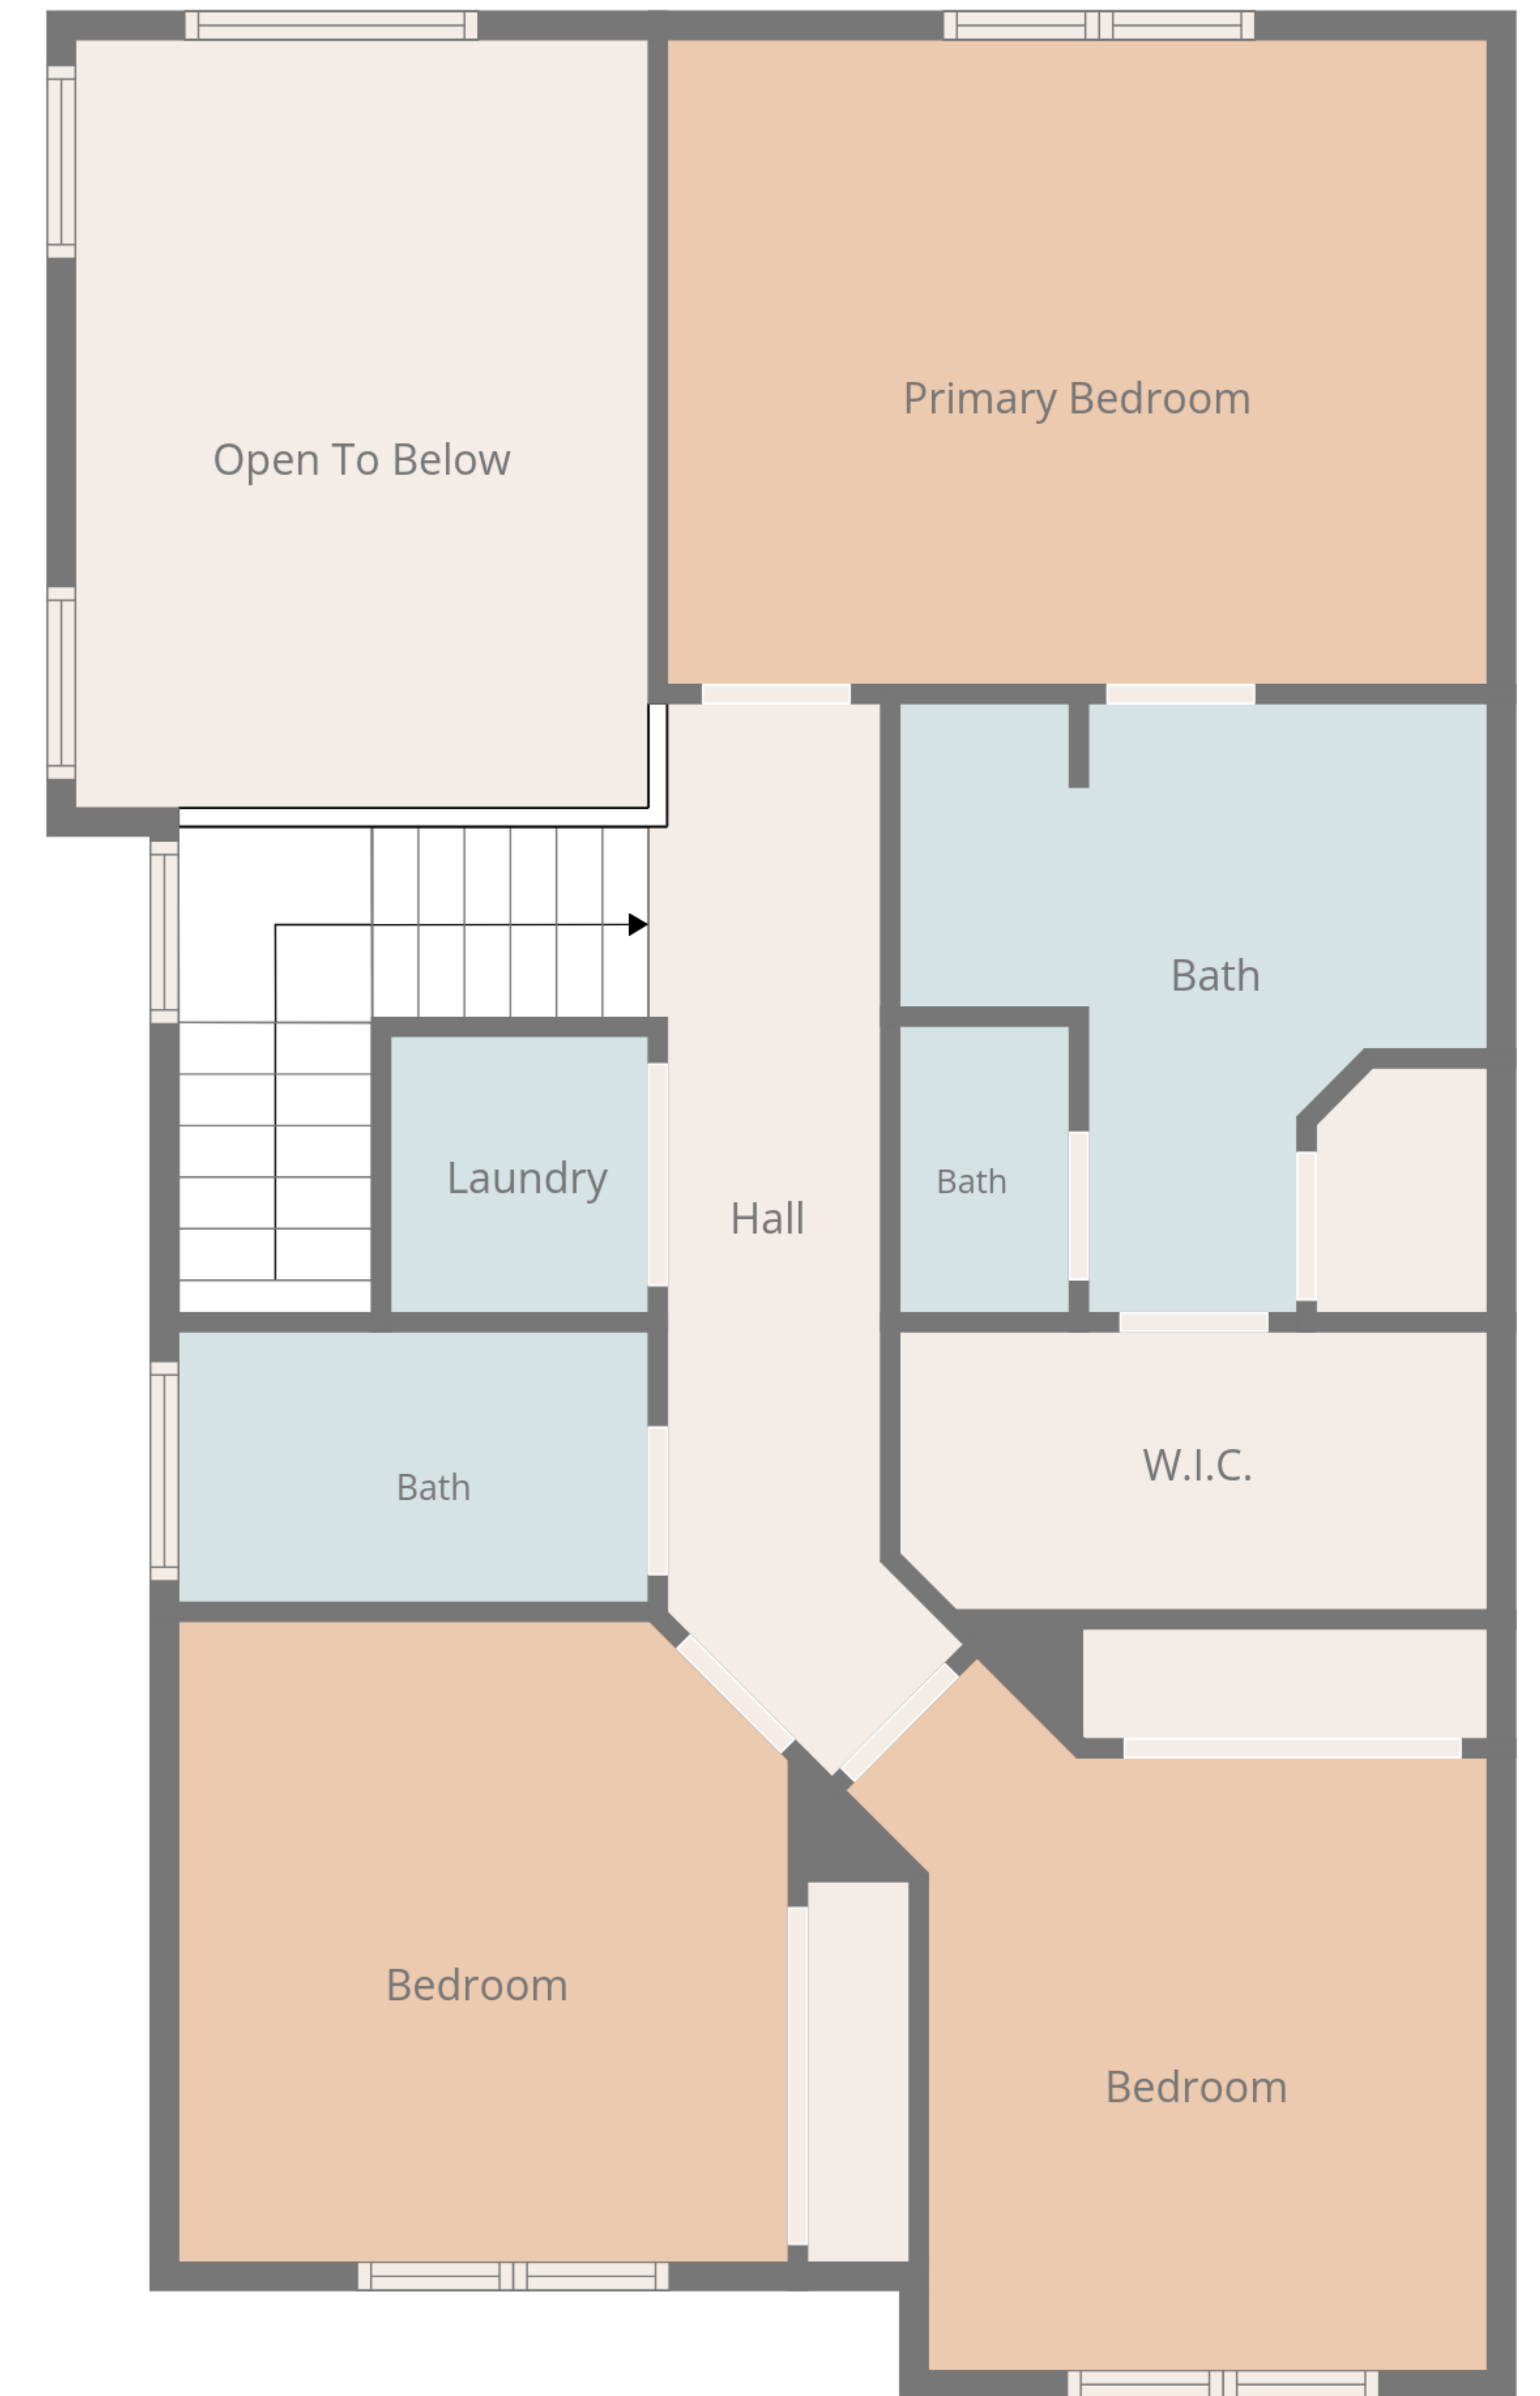 Primary Bedroom
Open To Below
Bath
Laundry
Bath
Hall
W.I.C.
Bath
Bedroom
Bedroom